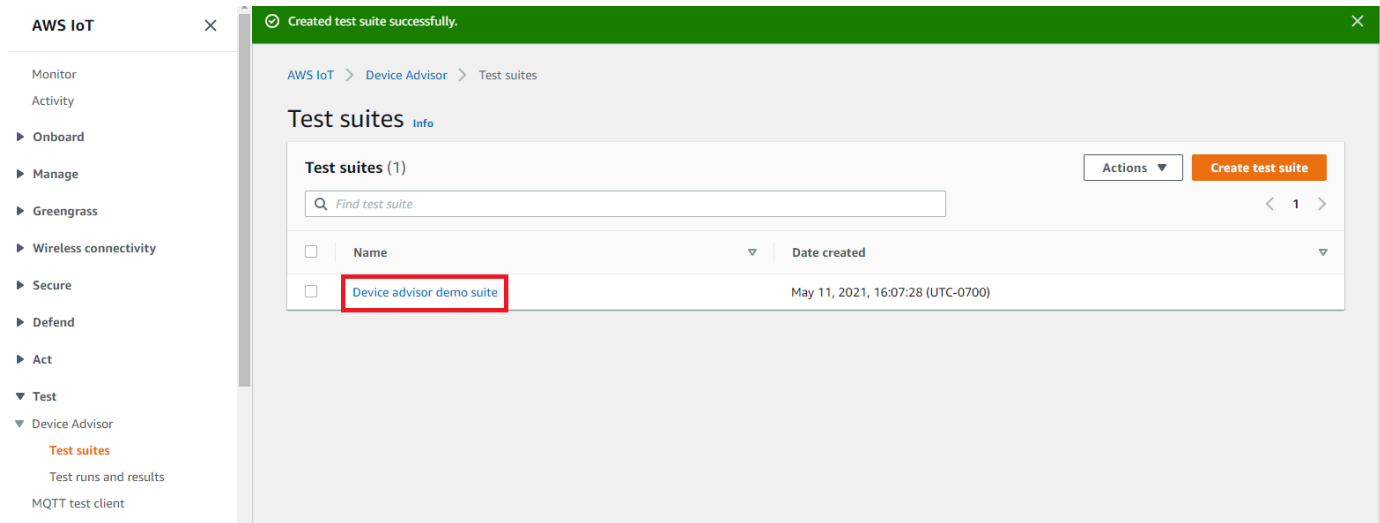 AWS IoT
Monitor
Activity
Onboard
Manage
Greengrass
Wireless connectivity
Secure
Defend
Act
Test
Device Advisor
Test suites
Test runs and results
MQTT test client
Created test suite successfully.
AWS IoT > Device Advisor > Test suites
Test suites Info
Test suites (1)
Actions Create test suite
Find test suite
1
Name Date created
Device advisor demo suite May 11, 2021, 16:07:28 (UTC-0700)